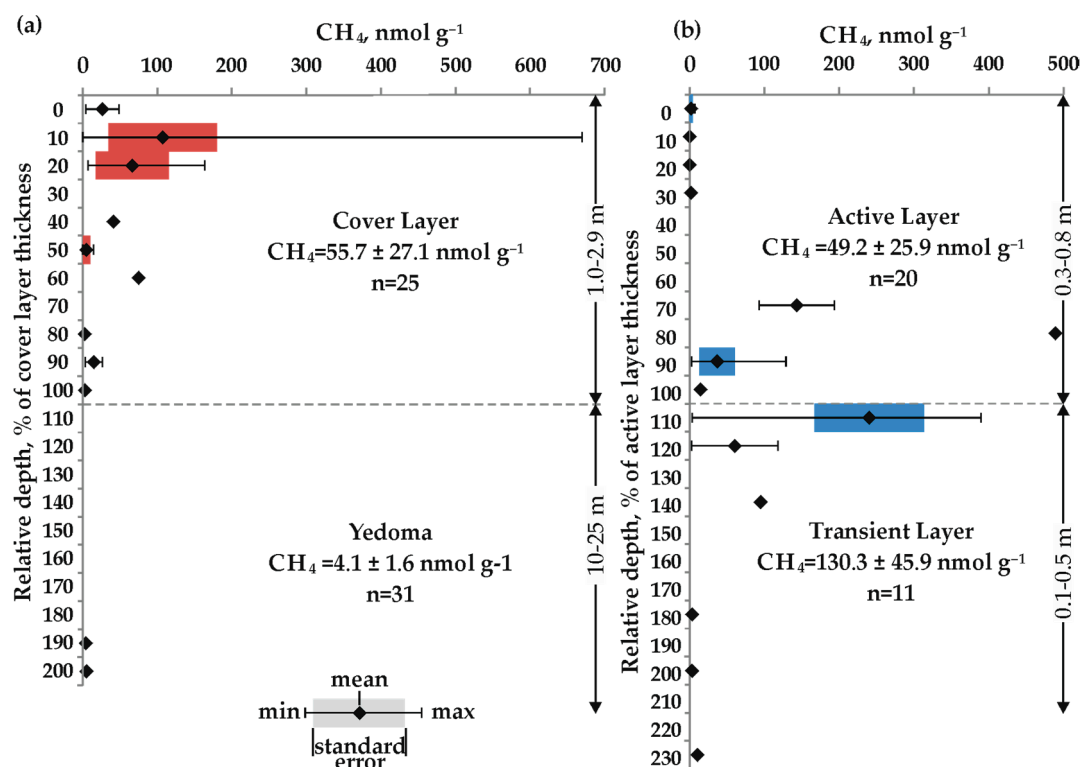 (a)
CH₄, nmol g⁻¹
0 100 200 300 400 500 600 700
Relative depth, % of cover layer thickness
0
10
20
30
40
50
60
70
80
90
100
110
120
140
150
160
170
180
190
200
Cover Layer
CH₄=55.7 ± 27.1 nmol g⁻¹
n=25
1.0-2.9 m
Yedoma
CH₄ =4.1 ± 1.6 nmol g-1
n=31
10-25 m
mean
min max
standard
error
(b)
CH₄, nmol g⁻¹
0 100 200 300 400 500
Relative depth, % of active layer thickness
0
10
20
30
40
50
60
70
80
90
100
110
120
140
150
160
170
180
190
200
210
220
230
Active Layer
CH₄ =49.2 ± 25.9 nmol g⁻¹
n=20
0.3-0.8 m
Transient Layer
CH₄=130.3 ± 45.9 nmol g⁻¹
n=11
0.1-0.5 m